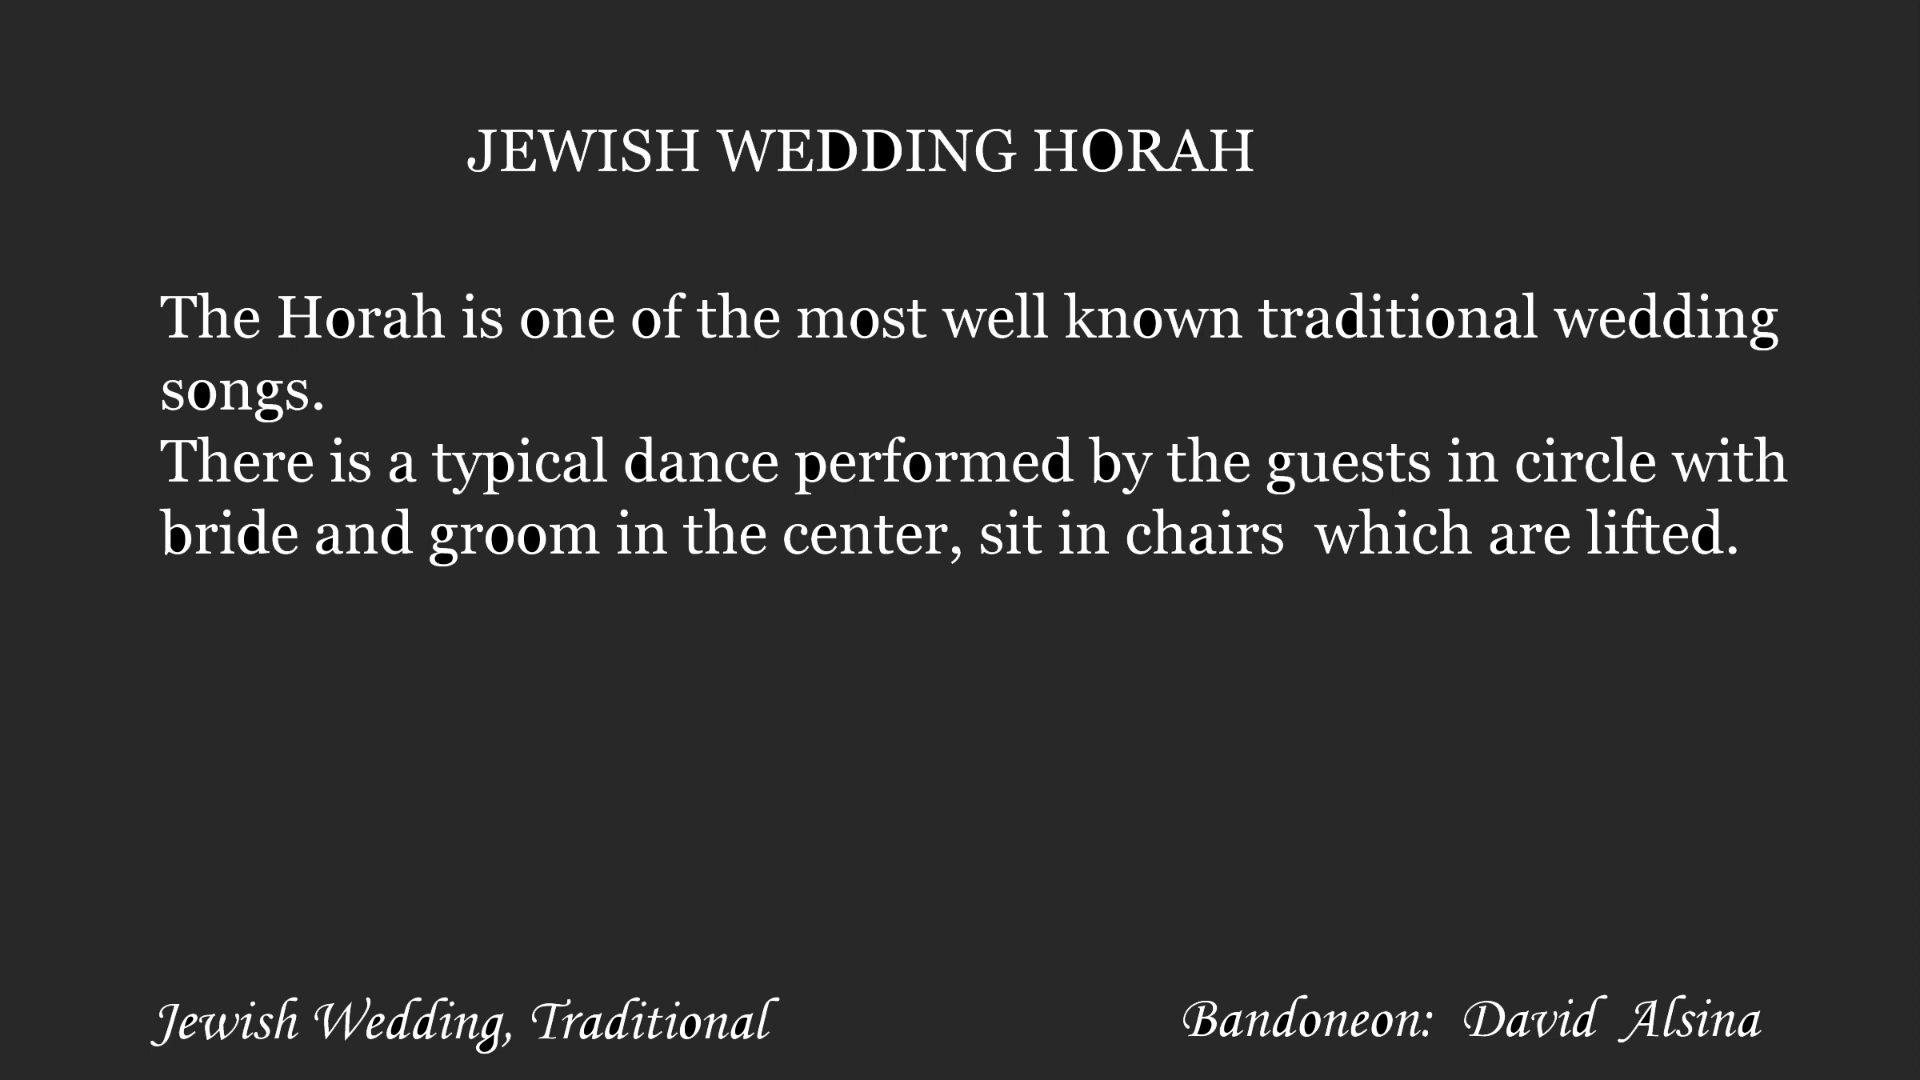 JEWISH WEDDING HORAH
The Horah is one of the most well known traditional wedding
songs.
There is a typical dance performed by the guests in circle with
bride and groom in the center, sit in chairs  which are lifted.
Jewish Wedding, Traditional
Bandoneon:  David  Alsina